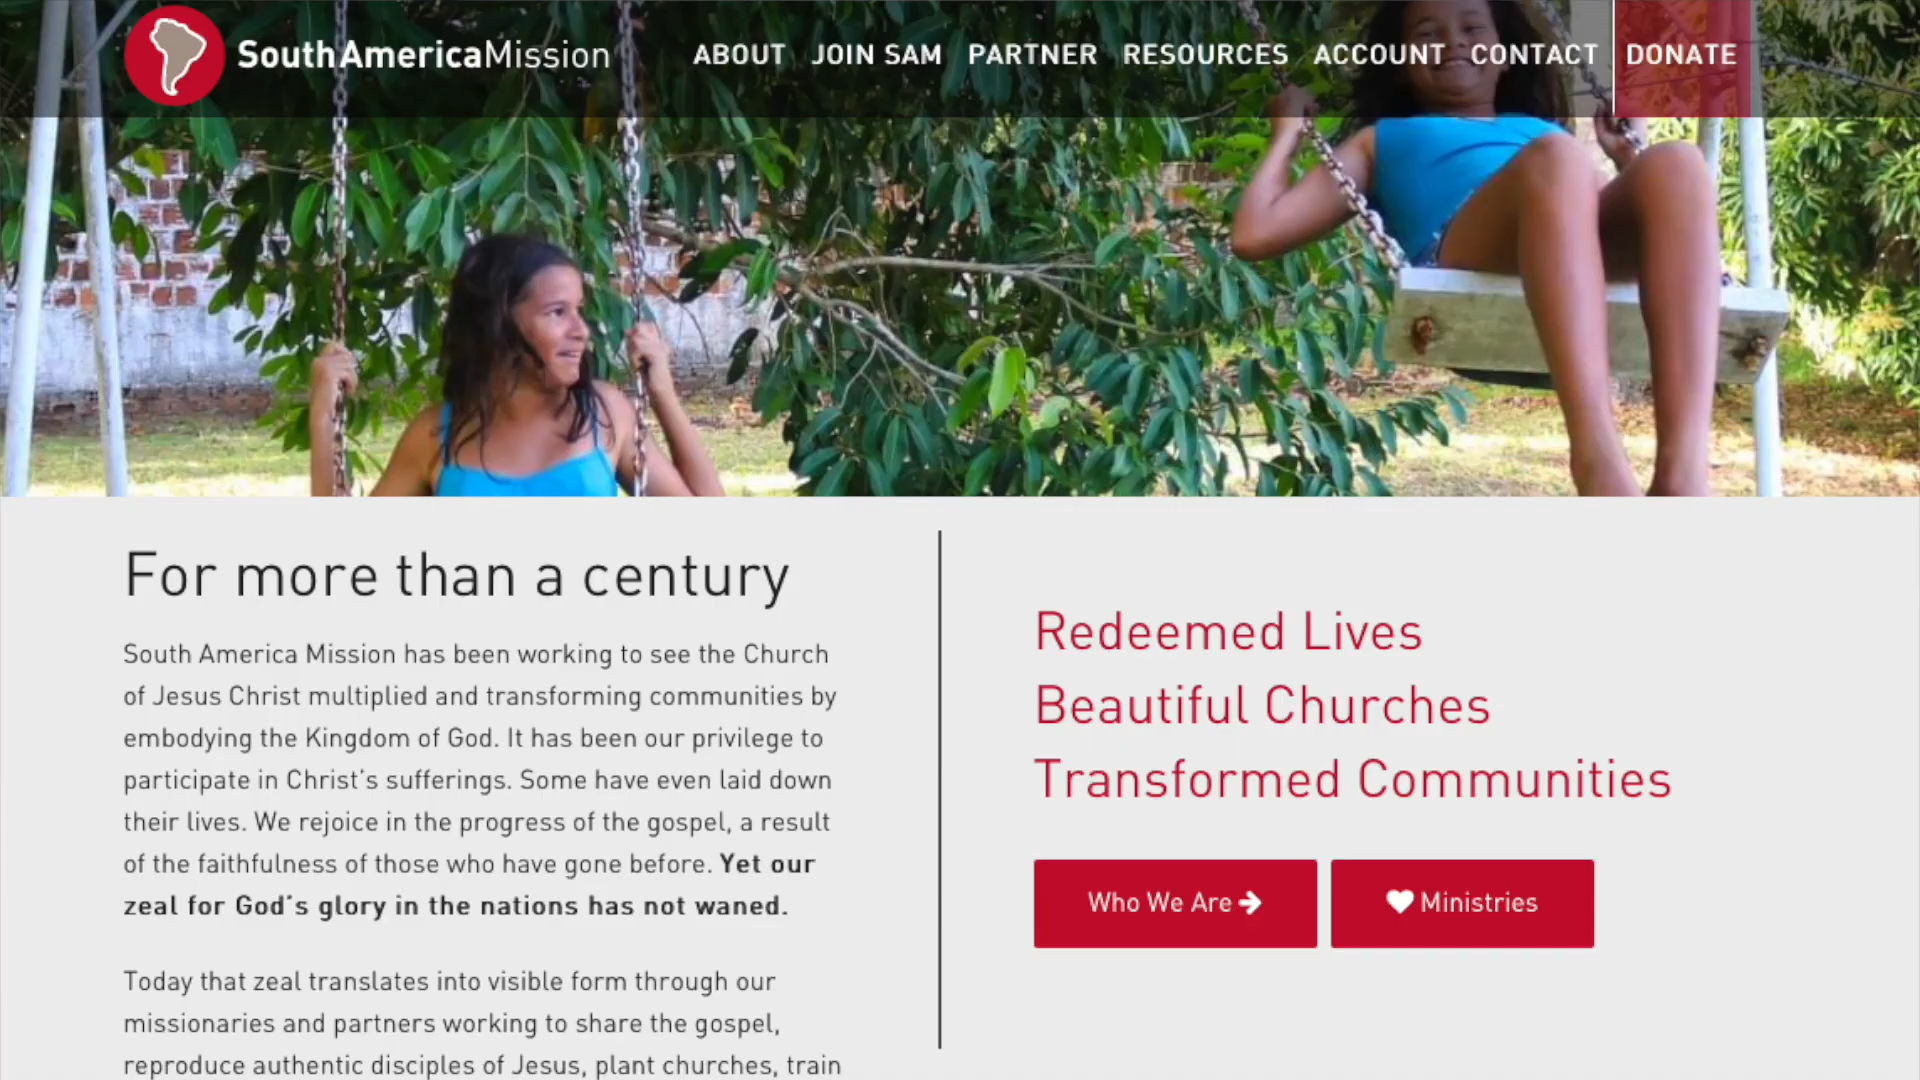 SouthAmericaMission
ABOUT JOIN SAM PARTNER RESOURCES ACCOUNT CONTACT DONATE
For more than a century
South America Mission has been working to see the Church
of Jesus Christ multiplied and transforming communities by
embodying the Kingdom of God. It has been our privilege to
participate in Christ's sufferings. Some have even laid down
their lives. We rejoice in the progress of the gospel, a result
of the faithfulness of those who have gone before. Yet our
zeal for God's glory in the nations has not waned.
Today that zeal translates into visible form through our
missionaries and partners working to share the gospel,
reproduce authentic disciples of Jesus, plant churches, train
Redeemed Lives
Beautiful Churches
Transformed Communities
Who We Are
Ministries